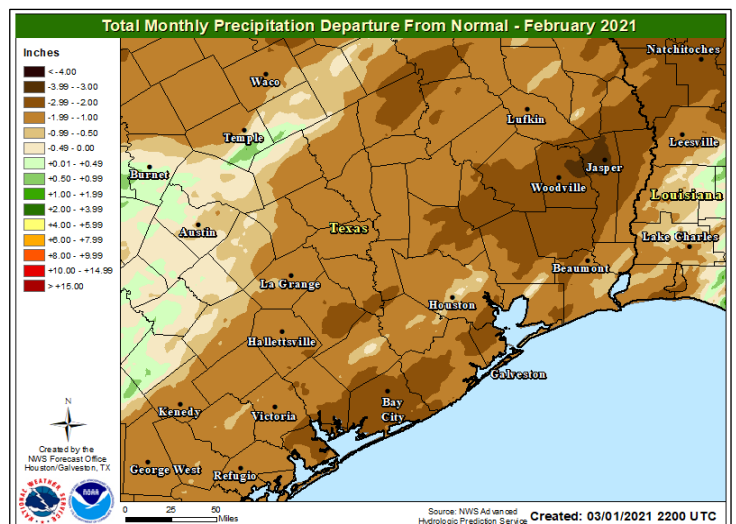 Total Monthly Precipitation Departure From Normal - February 2021
Inches
< -4.00
-3.99 - -3.00
-2.99 - -2.00
-1.99 - -1.00
-0.99 - -0.50
-0.49 - 0.00
+0.01 - +0.49
+0.50 - +0.99
+1.00 - +1.99
+2.00 - +3.99
+4.00 - +5.99
+6.00 - +7.99
+8.00 - +9.99
+10.00 - +14.99
> +15.00
Natchitoches
Waco
Lufkin
Temple
Leesville
Burnet
Jasper
Woodville
Louisiana
Texas
Austin
Lake Charles
Beaumont
La Grange
Houston
Hallettsville
Galveston
Bay
City
Kenedy
Victoria
George West
Refugio
N
Created by the
NWS Forecast Office
Houston/Galveston, TX
NATIONAL WEATHER SERVICE
NOAA
0 25 50
Miles
Source: NWS Advanced
Hydrologic Prediction Service
Created: 03/01/2021 2200 UTC